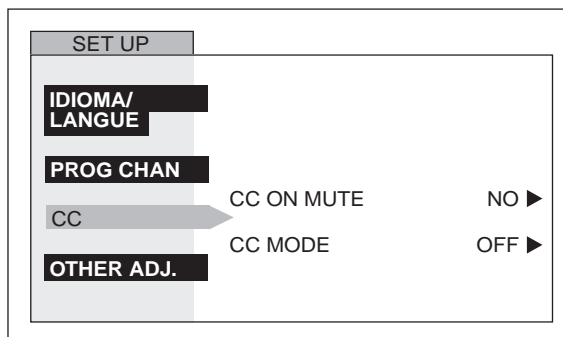 SET UP
IDIOMA/
LANGUE
PROG CHAN
CC
CC ON MUTE NO ▶
CC MODE OFF ▶
OTHER ADJ.